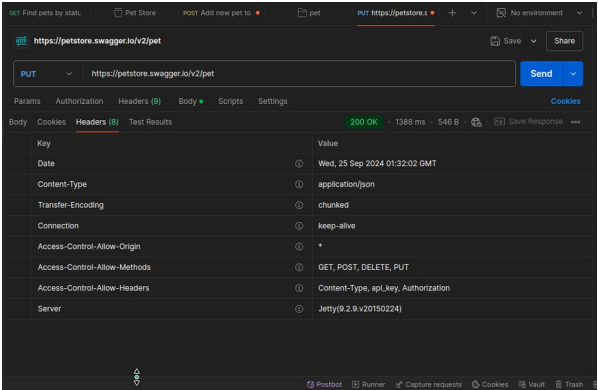 GET Find pets by statu Pet Store POST Add new pet to pet PUT https://petstore.s + No environment
HTTP https://petstore.swagger.io/v2/pet Save Share
PUT https://petstore.swagger.io/v2/pet Send
Params Authorization Headers (9) Body Scripts Settings Cookies
Body Cookies Headers (8) Test Results 200 OK 1388 ms 546 B Save Response
Key Value
Date Wed, 25 Sep 2024 01:32:02 GMT
Content-Type application/json
Transfer-Encoding chunked
Connection keep-alive
Access-Control-Allow-Origin *
Access-Control-Allow-Methods GET, POST, DELETE, PUT
Access-Control-Allow-Headers Content-Type, api_key, Authorization
Server Jetty(9.2.9.v20150224)
Postbot Runner Capture requests Cookies Vault Trash